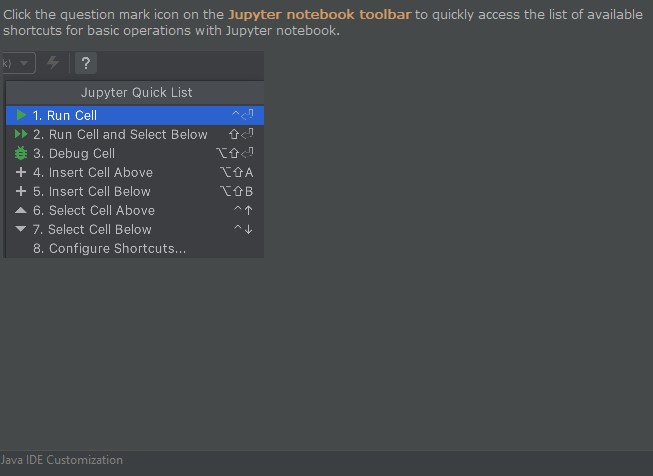 Click the question mark icon on the Jupyter notebook toolbar to quickly access the list of available
shortcuts for basic operations with Jupyter notebook.
k) ?
Jupyter Quick List
1. Run Cell ^⏎
2. Run Cell and Select Below ⇧⏎
3. Debug Cell ⌥⇧⏎
4. Insert Cell Above ⌥⇧A
5. Insert Cell Below ⌥⇧B
6. Select Cell Above ^↑
7. Select Cell Below ^↓
8. Configure Shortcuts...
Java IDE Customization